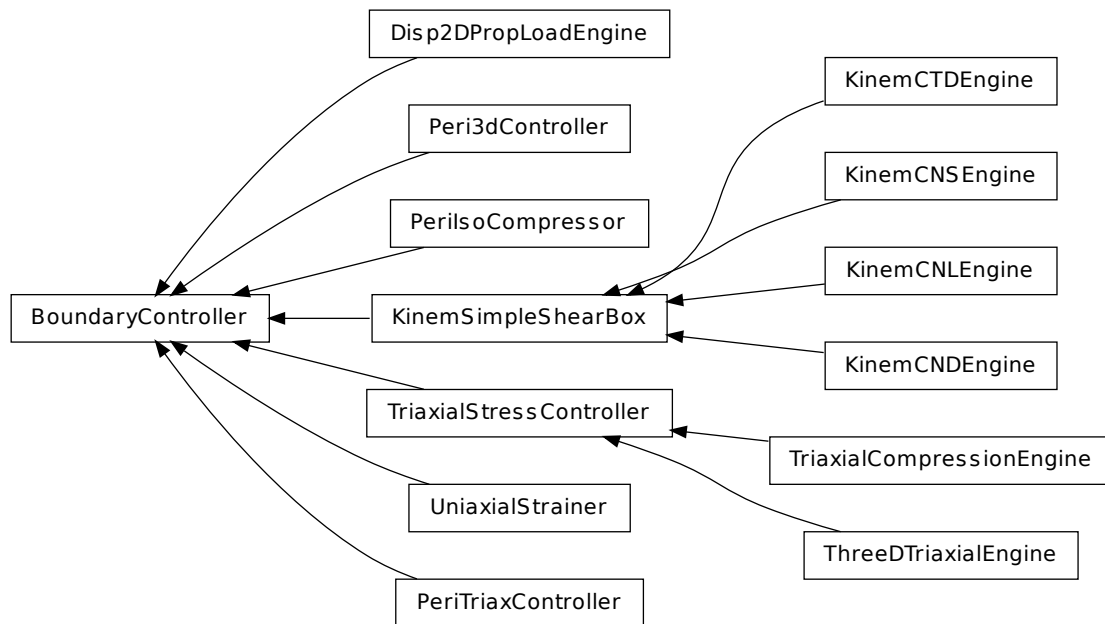 Disp2DPropLoadEngine
KinemCTDEngine
Peri3dController
KinemCNSEngine
PeriIsoCompressor
KinemCNLEngine
BoundaryController
KinemSimpleShearBox
KinemCNDEngine
TriaxialStressController
TriaxialCompressionEngine
UniaxialStrainer
ThreeDTriaxialEngine
PeriTriaxController